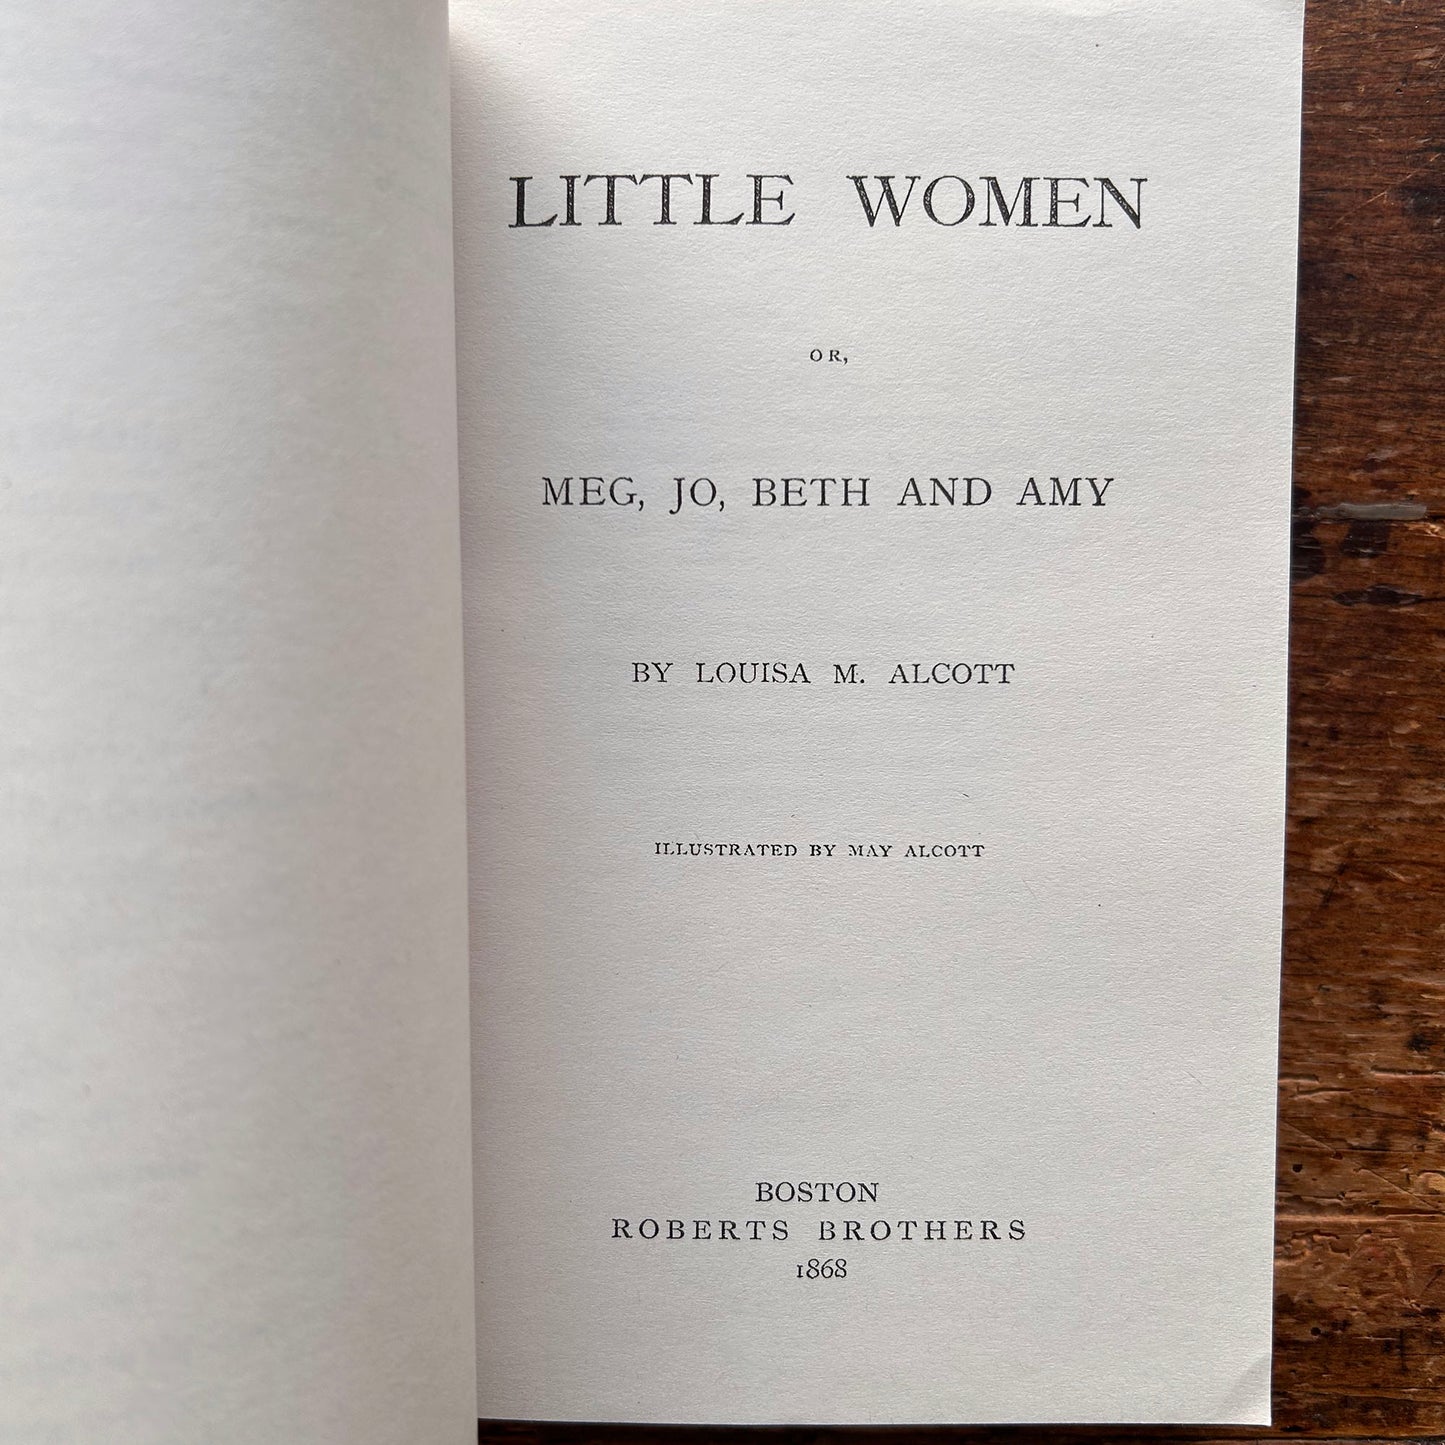 LITTLE WOMEN
OR,
MEG, JO, BETH AND AMY
BY LOUISA M. ALCOTT
ILLUSTRATED BY MAY ALCOTT
BOSTON
ROBERTS BROTHERS
1868